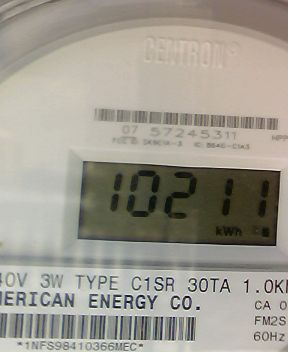 CENTRON®
07 57245311
10211
kWh
40V 3W TYPE C1SR 30TA 1.0K
MERICAN ENERGY CO.
CA 0
FM2S
60Hz
*1NFS98410366MEC*